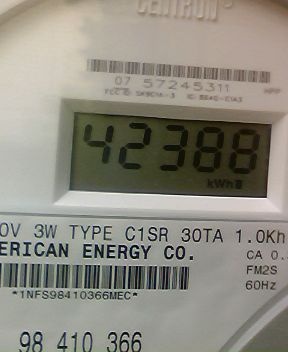 CENTRON®
07 57245311
42388
kWh
0V 3W TYPE C1SR 30TA 1.0Kh
ERICAN ENERGY CO.
CA 0.
FM2S
*1NFS98410366MEC*
60Hz
98 410 366